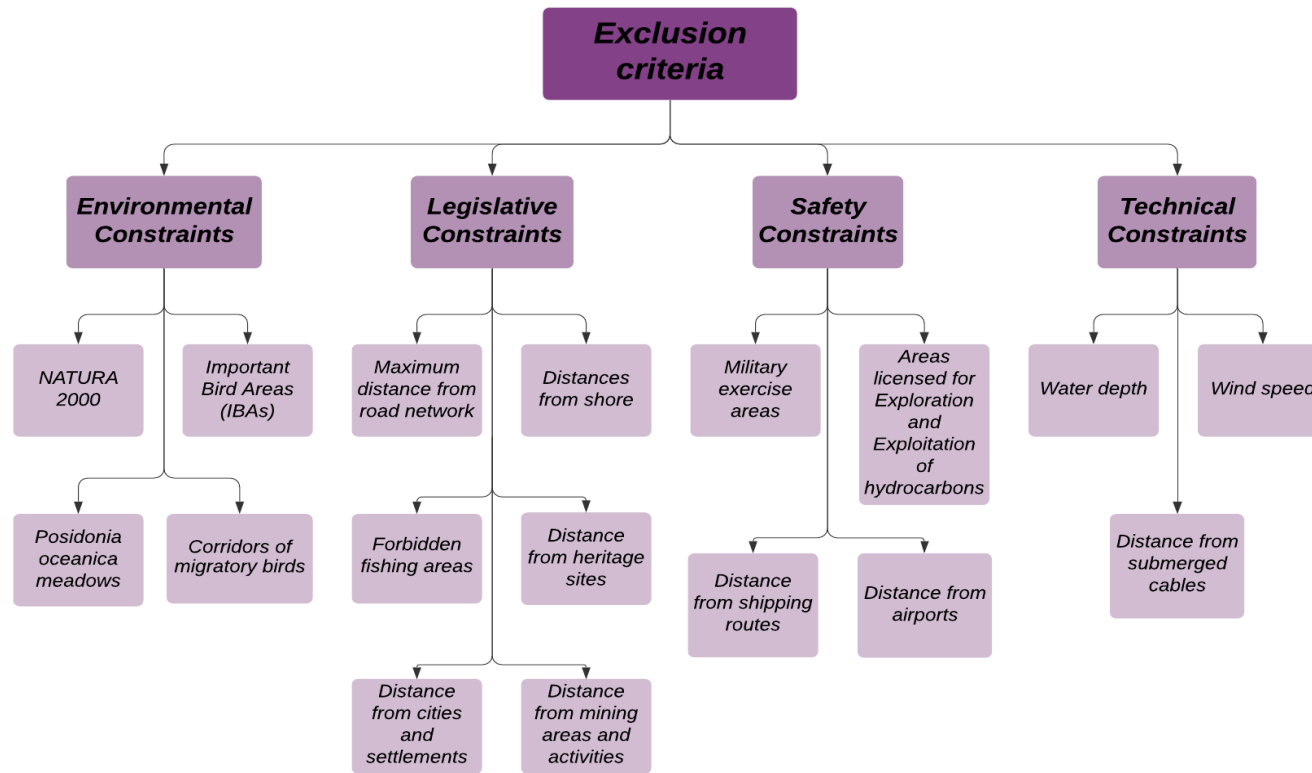 Exclusion
criteria
Environmental
Constraints
Legislative
Constraints
Safety
Constraints
Technical
Constraints
NATURA
2000
Important
Bird Areas
(IBAs)
Maximum
distance from
road network
Distances
from shore
Military
exercise
areas
Areas
licensed for
Exploration
and
Exploitation
of
hydrocarbons
Water depth
Wind speed
Posidonia
oceanica
meadows
Corridors of
migratory birds
Forbidden
fishing areas
Distance
from heritage
sites
Distance
from shipping
routes
Distance from
airports
Distance from
submerged
cables
Distance
from cities
and
settlements
Distance
from mining
areas and
activities